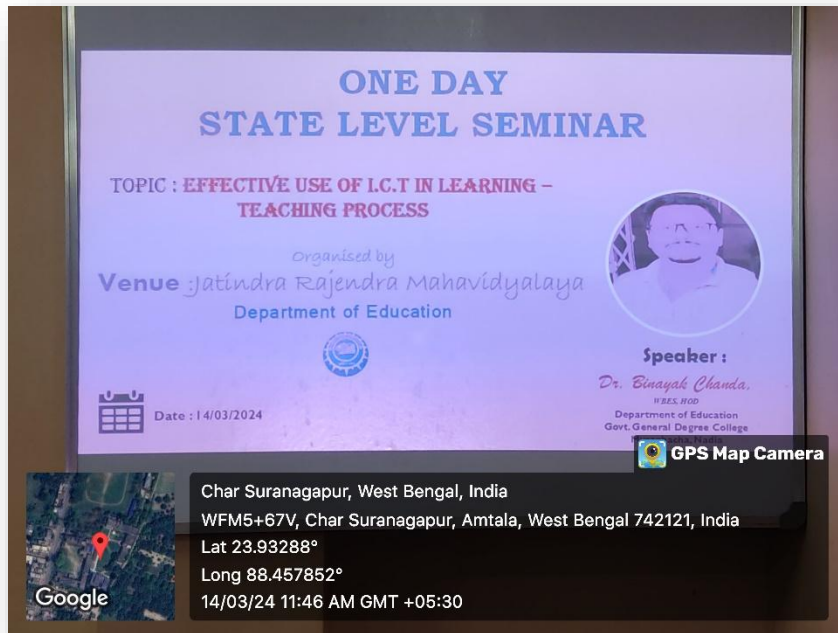 ONE DAY
STATE LEVEL SEMINAR
TOPIC : EFFECTIVE USE OF I.C.T IN LEARNING –
TEACHING PROCESS
Organised by
Venue :Jatindra Rajendra Mahavidyalaya
Department of Education
Speaker :
Dr. Binayak Chanda,
WBES, HOD
Department of Education
Govt. General Degree College
Nadia
Date : 14/03/2024
GPS Map Camera
Char Suranagapur, West Bengal, India
WFM5+67V, Char Suranagapur, Amtala, West Bengal 742121, India
Lat 23.93288°
Long 88.457852°
14/03/24 11:46 AM GMT +05:30
Google